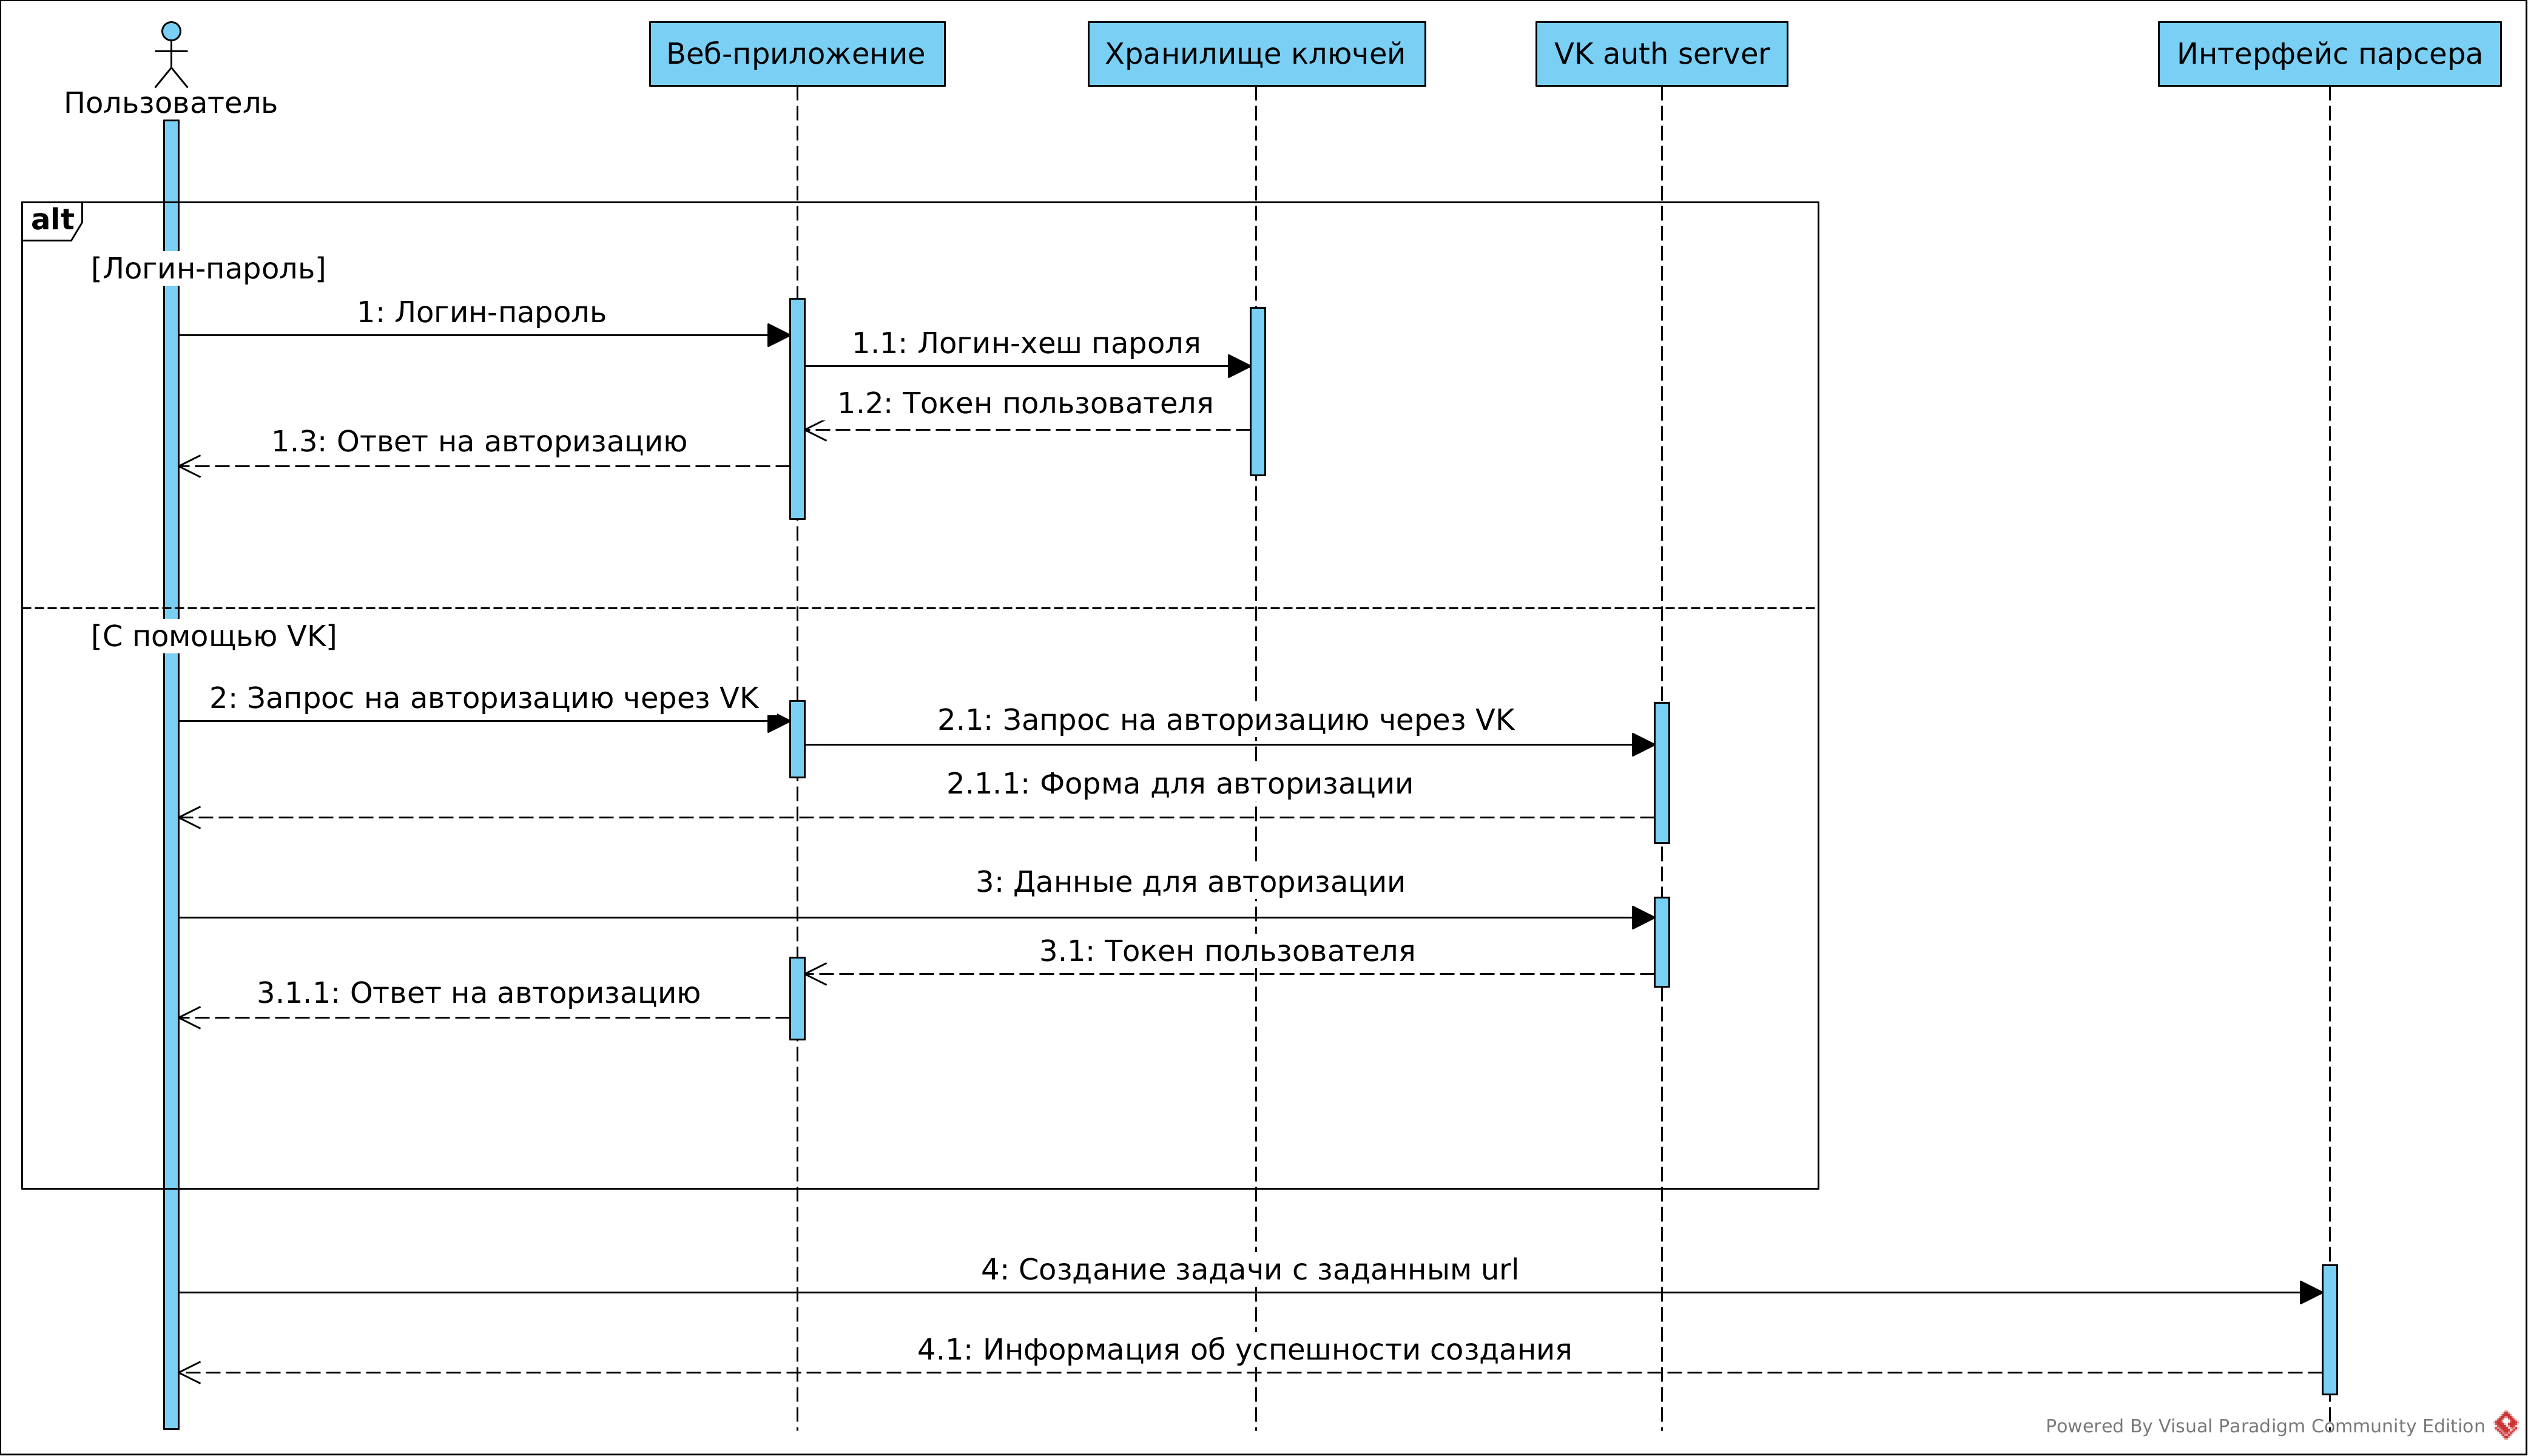 Пользователь
Веб-приложение
Хранилище ключей
VK auth server
Интерфейс парсера
alt
[Логин-пароль]
1: Логин-пароль
1.1: Логин-хеш пароля
1.2: Токен пользователя
1.3: Ответ на авторизацию
[С помощью VK]
2: Запрос на авторизацию через VK
2.1: Запрос на авторизацию через VK
2.1.1: Форма для авторизации
3: Данные для авторизации
3.1: Токен пользователя
3.1.1: Ответ на авторизацию
4: Создание задачи с заданным url
4.1: Информация об успешности создания
Powered By Visual Paradigm Community Edition